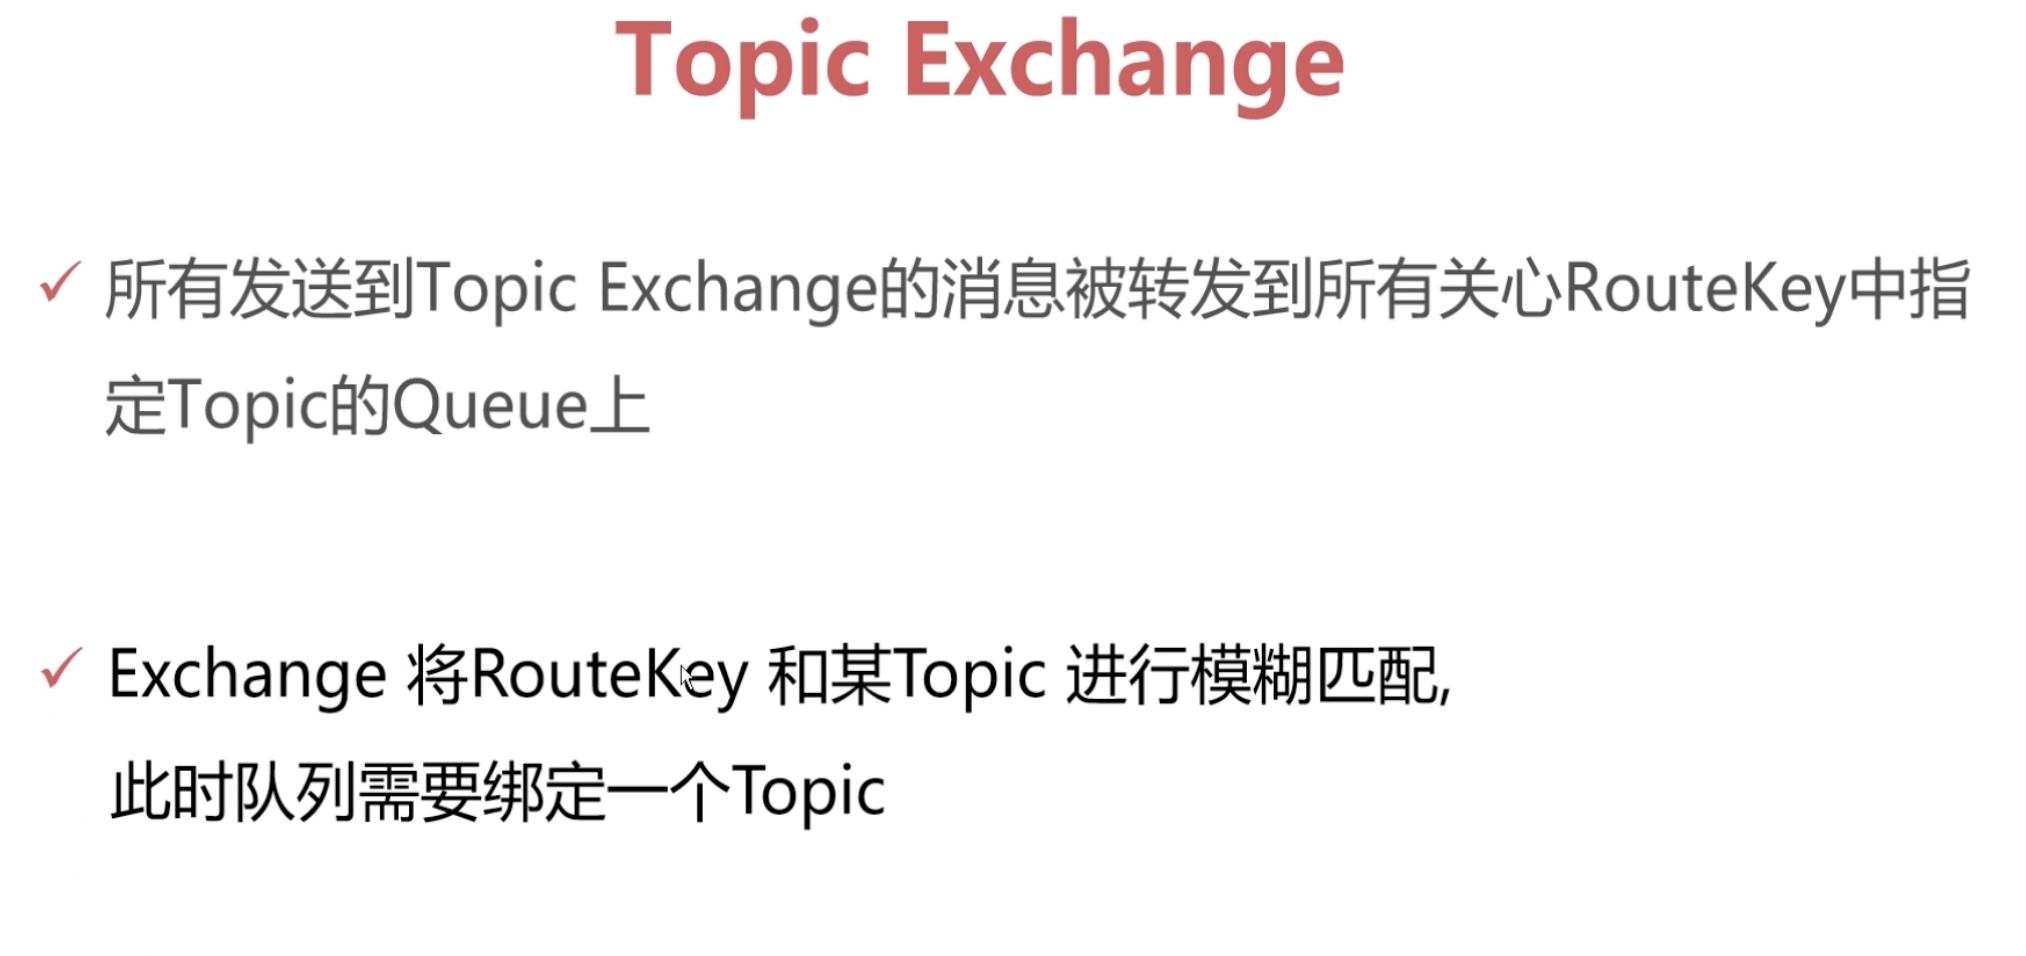 Topic Exchange
所有发送到Topic Exchange的消息被转发到所有关心RouteKey中指
定Topic的Queue上
Exchange 将RouteKey 和某Topic 进行模糊匹配,
此时队列需要绑定一个Topic